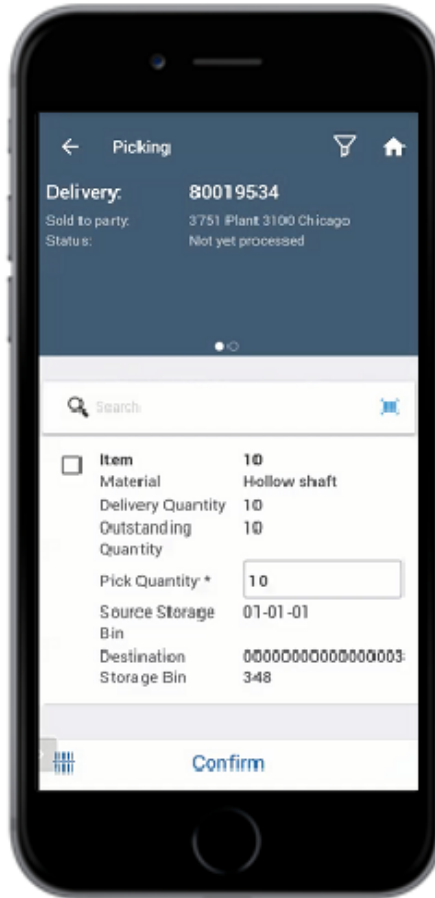 Picking
Delivery: 80019534
Sold to party: 3751 Plant 3100 Chicago
Status: Not yet processed
Search
Item 10
Material Hollow shaft
Delivery Quantity 10
Outstanding 10
Quantity
Pick Quantity * 10
Source Storage 01-01-01
Bin
Destination
Storage Bin 348
Confirm